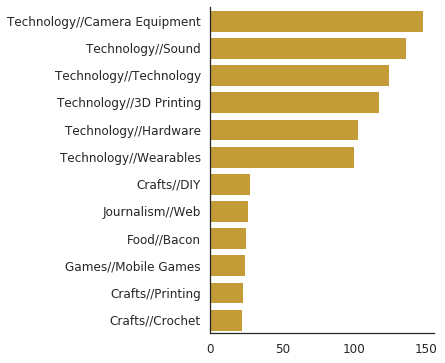 Technology//Camera Equipment
Technology//Sound
Technology//Technology
Technology//3D Printing
Technology//Hardware
Technology//Wearables
Crafts//DIY
Journalism//Web
Food//Bacon
Games//Mobile Games
Crafts//Printing
Crafts//Crochet
0 50 100 150